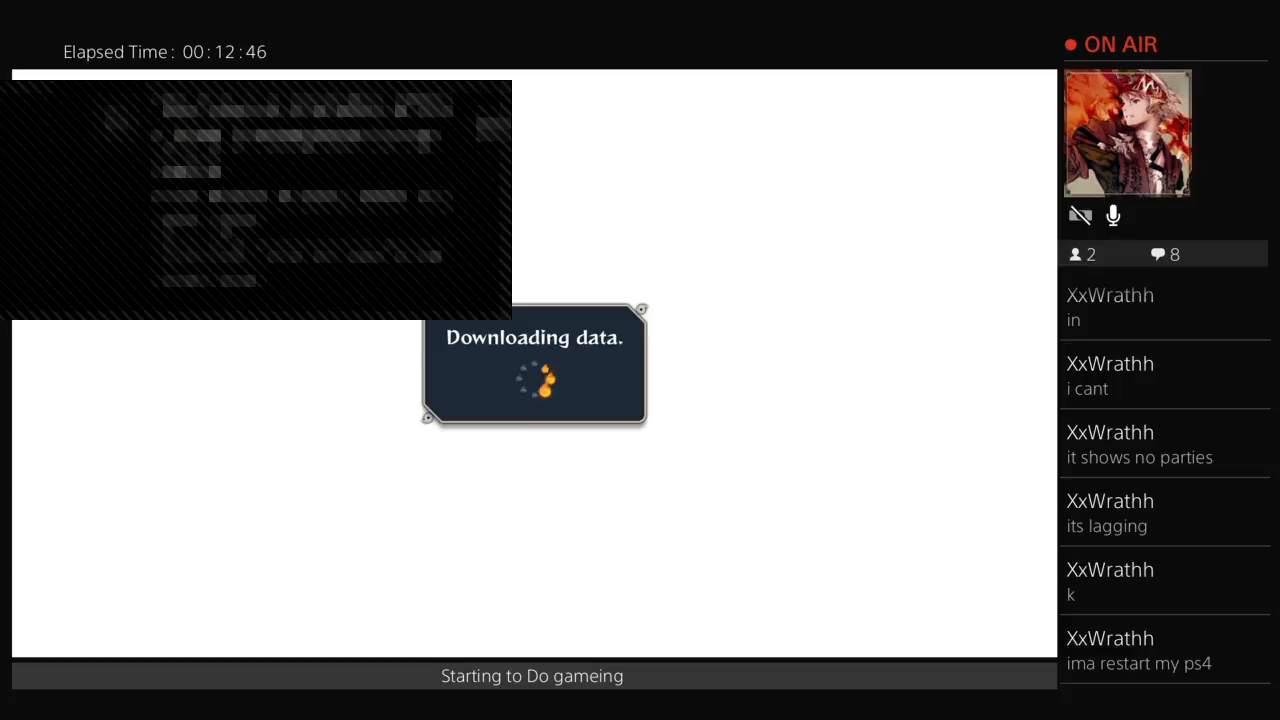 Elapsed Time: 00:12:46
ON AIR
2 8
XxWrathh
in
XxWrathh
i cant
XxWrathh
it shows no parties
XxWrathh
its lagging
XxWrathh
k
XxWrathh
ima restart my ps4
Downloading data.
Starting to Do gameing